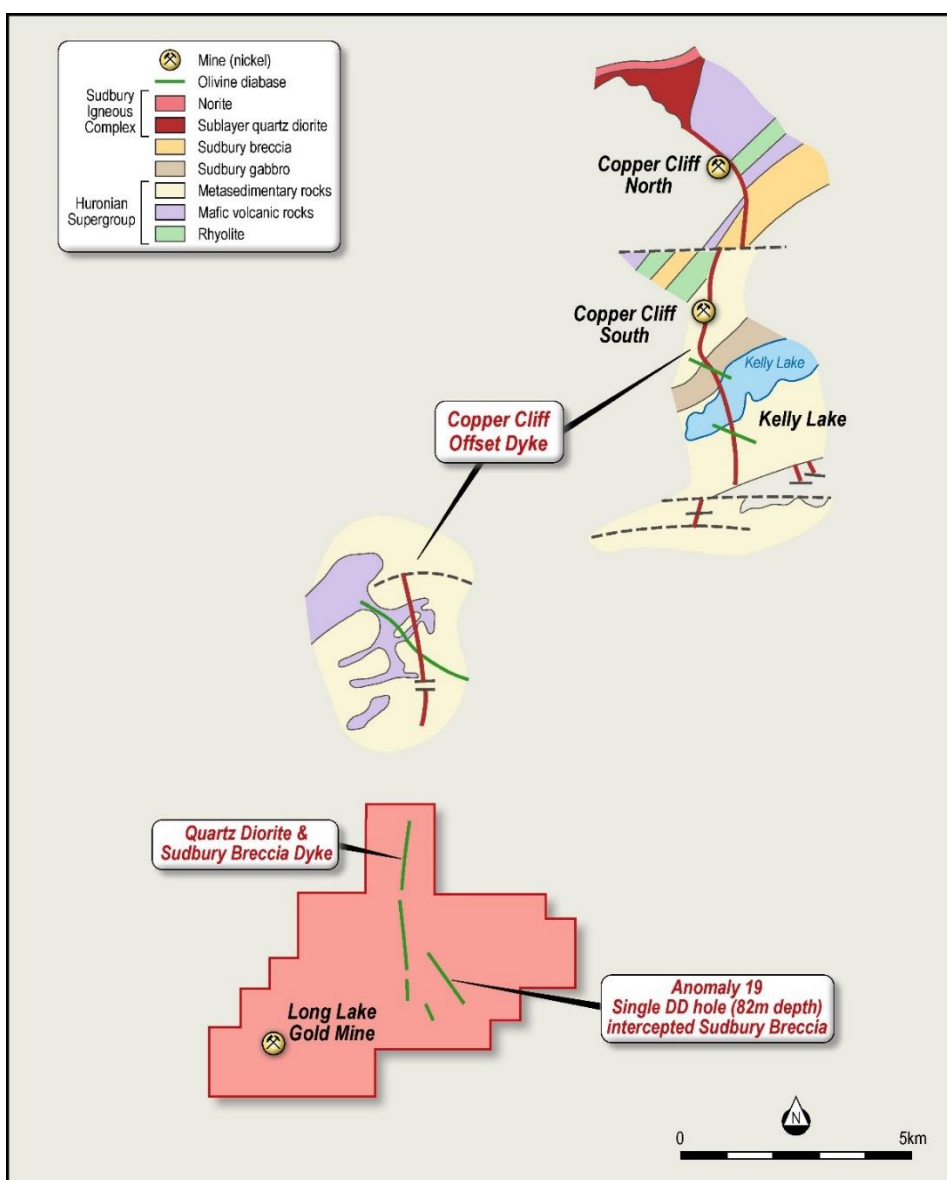 Mine (nickel)
Olivine diabase
Sudbury
Igneous
Complex
Norite
Sublayer quartz diorite
Sudbury breccia
Sudbury gabbro
Huronian
Supergroup
Metasedimentary rocks
Mafic volcanic rocks
Rhyolite
Copper Cliff
North
Copper Cliff
South
Kelly Lake
Kelly Lake
Copper Cliff
Offset Dyke
Quartz Diorite &
Sudbury Breccia Dyke
Long Lake
Gold Mine
Anomaly 19
Single DD hole (82m depth)
intercepted Sudbury Breccia
N
0 5km